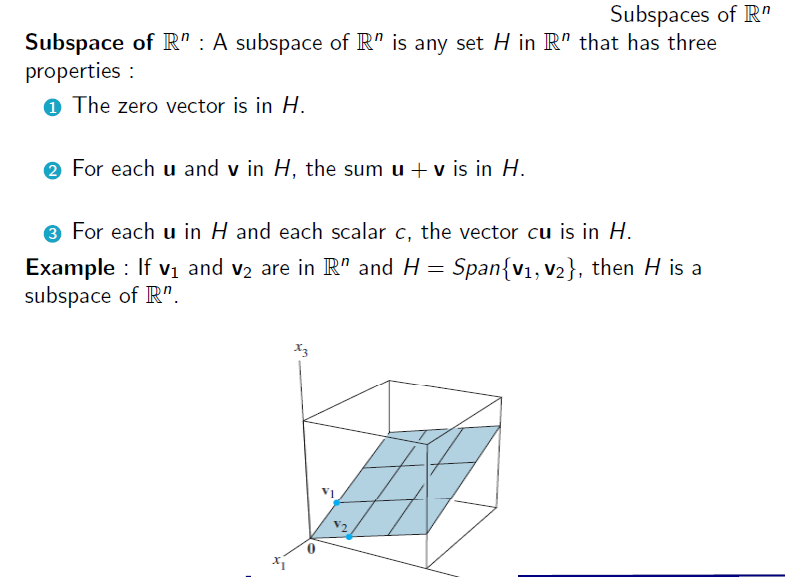 Subspaces of ℝⁿ
Subspace of ℝⁿ : A subspace of ℝⁿ is any set H in ℝⁿ that has three
properties :
1 The zero vector is in H.
2 For each u and v in H, the sum u + v is in H.
3 For each u in H and each scalar c, the vector cu is in H.
Example : If v₁ and v₂ are in ℝⁿ and H = Span{v₁, v₂}, then H is a
subspace of ℝⁿ.
x₃
v₁
v₂
0
x₁